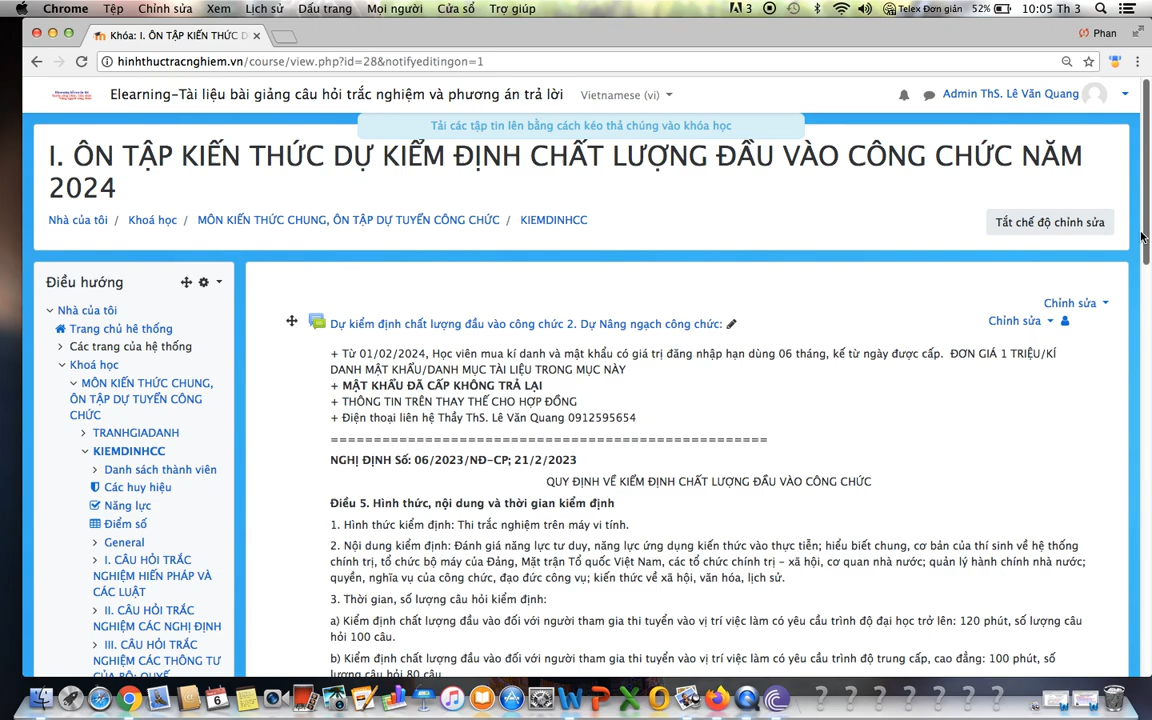 Chrome Tệp Chỉnh sửa Xem Lịch sử Dấu trang Mọi người Cửa sổ Trợ giúp 3 Telex Đơn giản 52% 10:05 Th 3
Khóa: I. ÔN TẬP KIẾN THỨC D Phan
hinhthuctracnghiem.vn/course/view.php?id=28&notifyeditingon=1
Elearning-Tài liệu bài giảng câu hỏi trắc nghiệm và phương án trả lời Vietnamese (vi) Admin ThS. Lê Văn Quang
Tải các tập tin lên bằng cách kéo thả chúng vào khóa học
I. ÔN TẬP KIẾN THỨC DỰ KIỂM ĐỊNH CHẤT LƯỢNG ĐẦU VÀO CÔNG CHỨC NĂM
2024
Nhà của tôi / Khoá học / MÔN KIẾN THỨC CHUNG, ÔN TẬP DỰ TUYỂN CÔNG CHỨC / KIEMDINHCC
Tắt chế độ chỉnh sửa
Điều hướng
Nhà của tôi
Trang chủ hệ thống
Các trang của hệ thống
Khoá học
MÔN KIẾN THỨC CHUNG,
ÔN TẬP DỰ TUYỂN CÔNG
CHỨC
TRANHGIADANH
KIEMDINHCC
Danh sách thành viên
Các huy hiệu
Năng lực
Điểm số
General
I. CÂU HỎI TRẮC
NGHIỆM HIẾN PHÁP VÀ
CÁC LUẬT
II. CÂU HỎI TRẮC
NGHIỆM CÁC NGHỊ ĐỊNH
III. CÂU HỎI TRẮC
NGHIỆM CÁC THÔNG TƯ
CỦA BỘ; QUYẾ
Chỉnh sửa
Dự kiểm định chất lượng đầu vào công chức 2. Dự Nâng ngạch công chức: Chỉnh sửa
+ Từ 01/02/2024, Học viên mua kí danh và mật khẩu có giá trị đăng nhập hạn dùng 06 tháng, kể từ ngày được cấp. ĐƠN GIÁ 1 TRIỆU/KÍ
DANH MẬT KHẨU/DANH MỤC TÀI LIỆU TRONG MỤC NÀY
+ MẬT KHẨU ĐÃ CẤP KHÔNG TRẢ LẠI
+ THÔNG TIN TRÊN THAY THẾ CHO HỢP ĐỒNG
+ Điện thoại liên hệ Thầy ThS. Lê Văn Quang 0912595654
===================================================
NGHỊ ĐỊNH Số: 06/2023/NĐ-CP; 21/2/2023
QUY ĐỊNH VỀ KIỂM ĐỊNH CHẤT LƯỢNG ĐẦU VÀO CÔNG CHỨC
Điều 5. Hình thức, nội dung và thời gian kiểm định
1. Hình thức kiểm định: Thi trắc nghiệm trên máy vi tính.
2. Nội dung kiểm định: Đánh giá năng lực tư duy, năng lực ứng dụng kiến thức vào thực tiễn; hiểu biết chung, cơ bản của thí sinh về hệ thống
chính trị, tổ chức bộ máy của Đảng, Mặt trận Tổ quốc Việt Nam, các tổ chức chính trị - xã hội, cơ quan nhà nước; quản lý hành chính nhà nước;
quyền, nghĩa vụ của công chức, đạo đức công vụ; kiến thức về xã hội, văn hóa, lịch sử.
3. Thời gian, số lượng câu hỏi kiểm định:
a) Kiểm định chất lượng đầu vào đối với người tham gia thi tuyển vào vị trí việc làm có yêu cầu trình độ đại học trở lên: 120 phút, số lượng câu
hỏi 100 câu.
b) Kiểm định chất lượng đầu vào đối với người tham gia thi tuyển vào vị trí việc làm có yêu cầu trình độ trung cấp, cao đẳng: 100 phút, số
lượng câu hỏi 80 câu